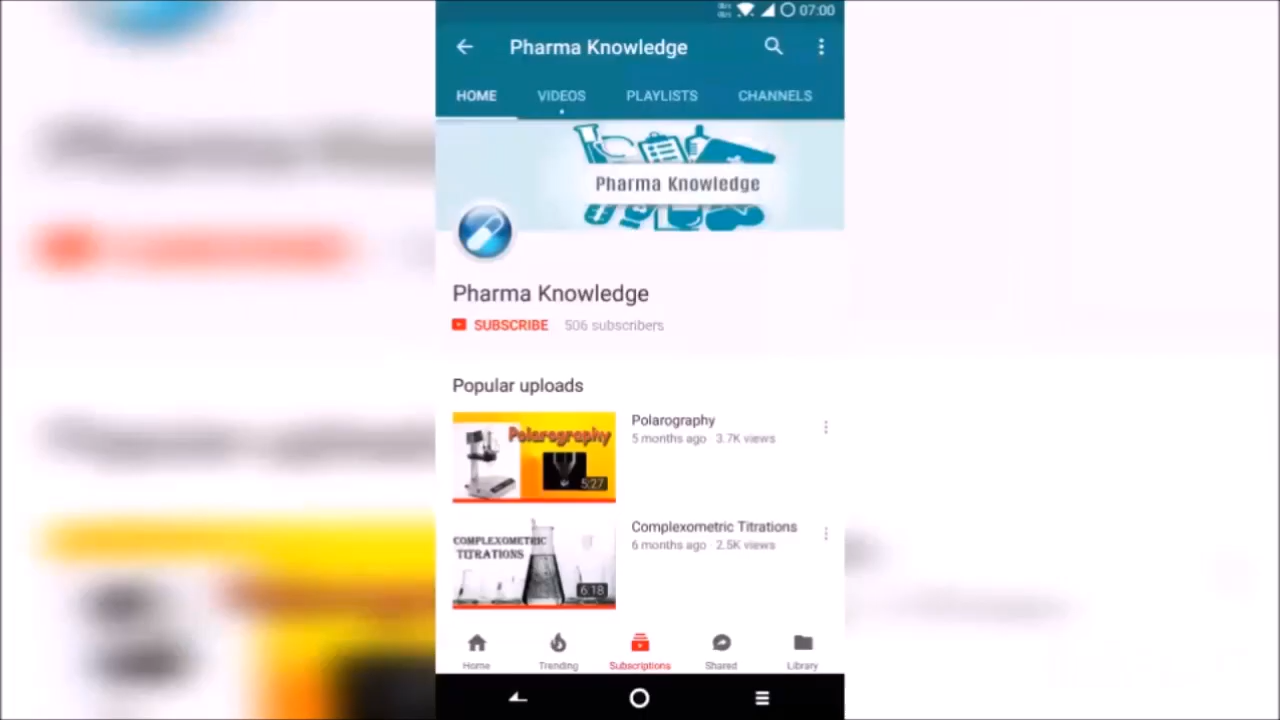 07:00
Pharma Knowledge
HOME VIDEOS PLAYLISTS CHANNELS
Pharma Knowledge
Pharma Knowledge
SUBSCRIBE 506 subscribers
Popular uploads
Polarography
Polarography
5 months ago · 3.7K views
5:27
Complexometric Titrations
6 months ago · 2.5K views
COMPLEXOMETRIC
TITRATIONS
6:18
Home Trending Subscriptions Shared Library